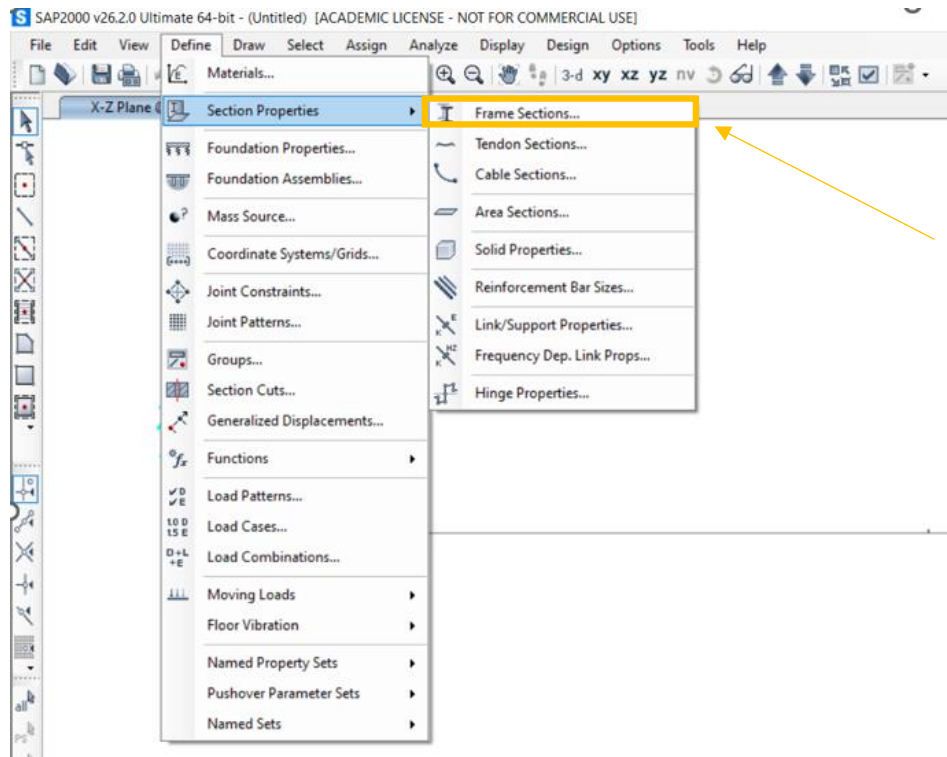 S SAP2000 v26.2.0 Ultimate 64-bit - (Untitled) [ACADEMIC LICENSE - NOT FOR COMMERCIAL USE]
File Edit View Define Draw Select Assign Analyze Display Design Options Tools Help
3-d xy xz yz nv
X-Z Plane
Materials...
Section Properties
Foundation Properties...
Foundation Assemblies...
Mass Source...
Coordinate Systems/Grids...
Joint Constraints...
Joint Patterns...
Groups...
Section Cuts...
Generalized Displacements...
Functions
Load Patterns...
Load Cases...
Load Combinations...
Moving Loads
Floor Vibration
Named Property Sets
Pushover Parameter Sets
Named Sets
Frame Sections...
Tendon Sections...
Cable Sections...
Area Sections...
Solid Properties...
Reinforcement Bar Sizes...
Link/Support Properties...
Frequency Dep. Link Props...
Hinge Properties...
all
PS